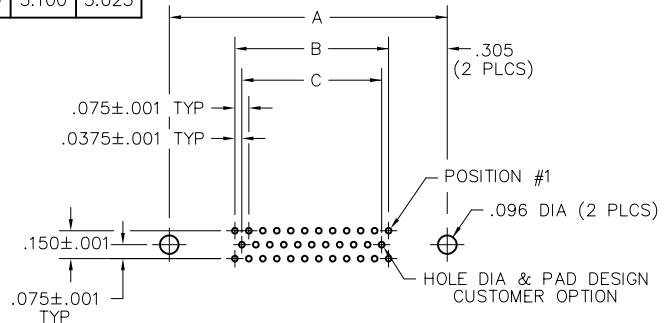 3.100 3.025
A
B
.305
(2 PLCS)
C
.075±.001 TYP
.0375±.001 TYP
POSITION #1
.096 DIA (2 PLCS)
.150±.001
HOLE DIA & PAD DESIGN
CUSTOMER OPTION
.075±.001
TYP